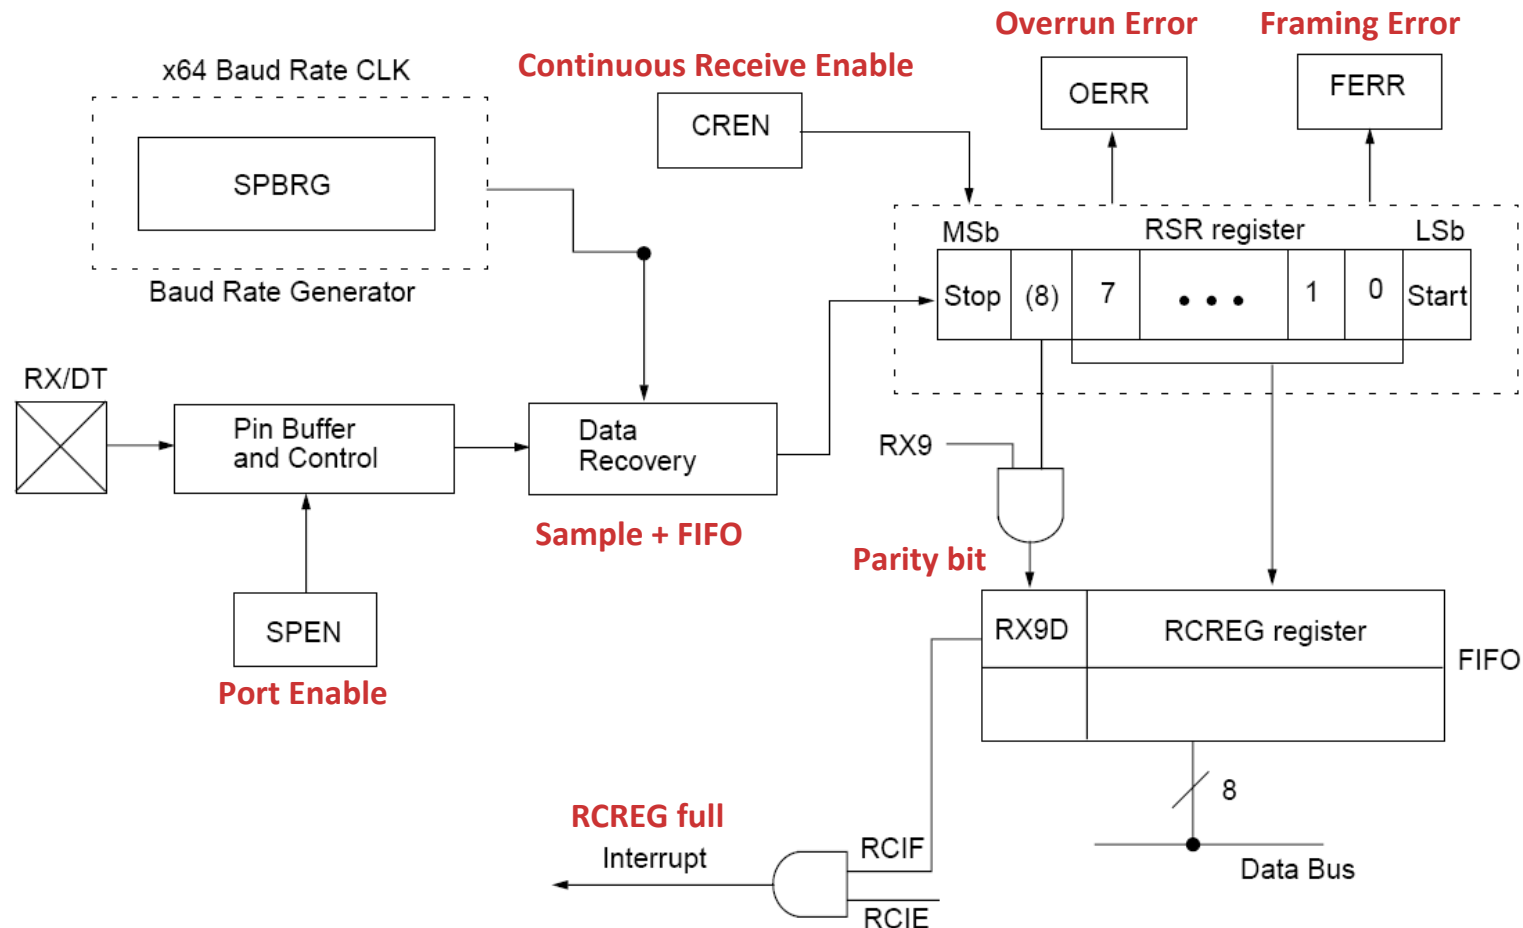 Overrun Error
Framing Error
x64 Baud Rate CLK
Continuous Receive Enable
OERR
FERR
CREN
SPBRG
MSb
RSR register
LSb
Stop
(8)
7
• • •
1
0
Start
Baud Rate Generator
RX/DT
Pin Buffer
and Control
Data
Recovery
RX9
Sample + FIFO
Parity bit
SPEN
Port Enable
RX9D
RCREG register
FIFO
8
RCREG full
Interrupt
RCIF
RCIE
Data Bus